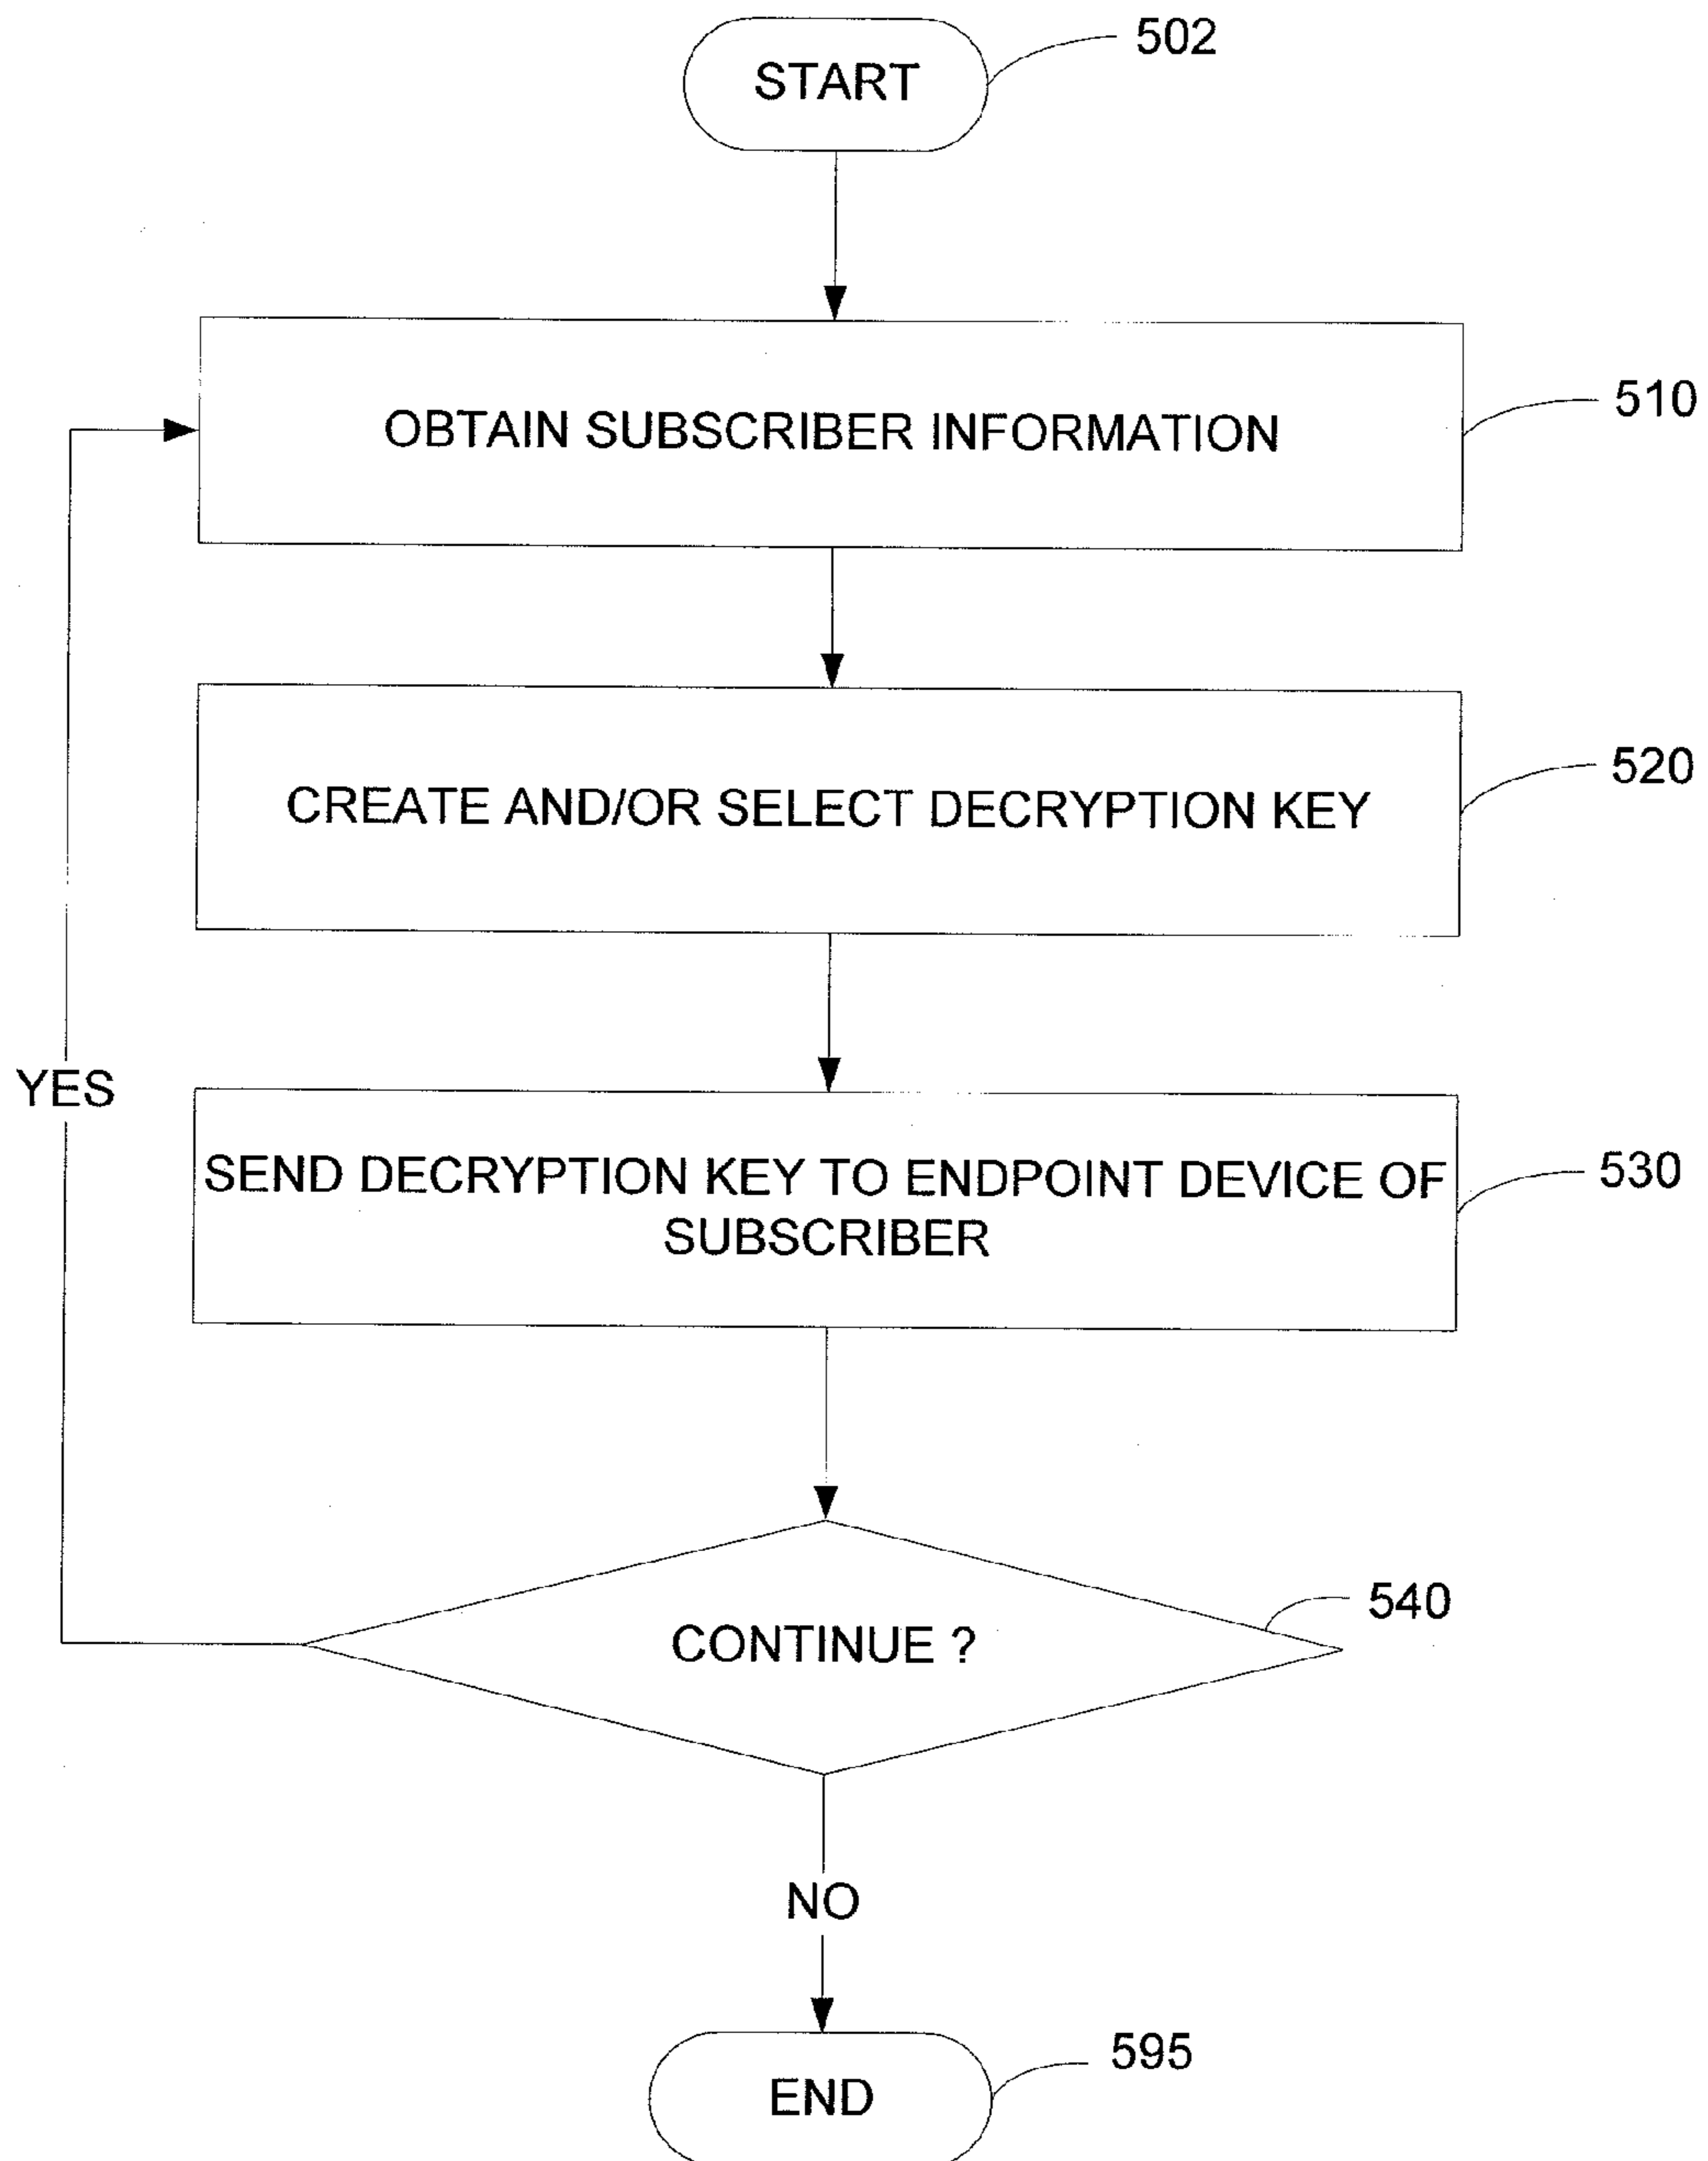 START
502
OBTAIN SUBSCRIBER INFORMATION
510
CREATE AND/OR SELECT DECRYPTION KEY
520
YES
SEND DECRYPTION KEY TO ENDPOINT DEVICE OF
SUBSCRIBER
530
CONTINUE ?
540
NO
END
595